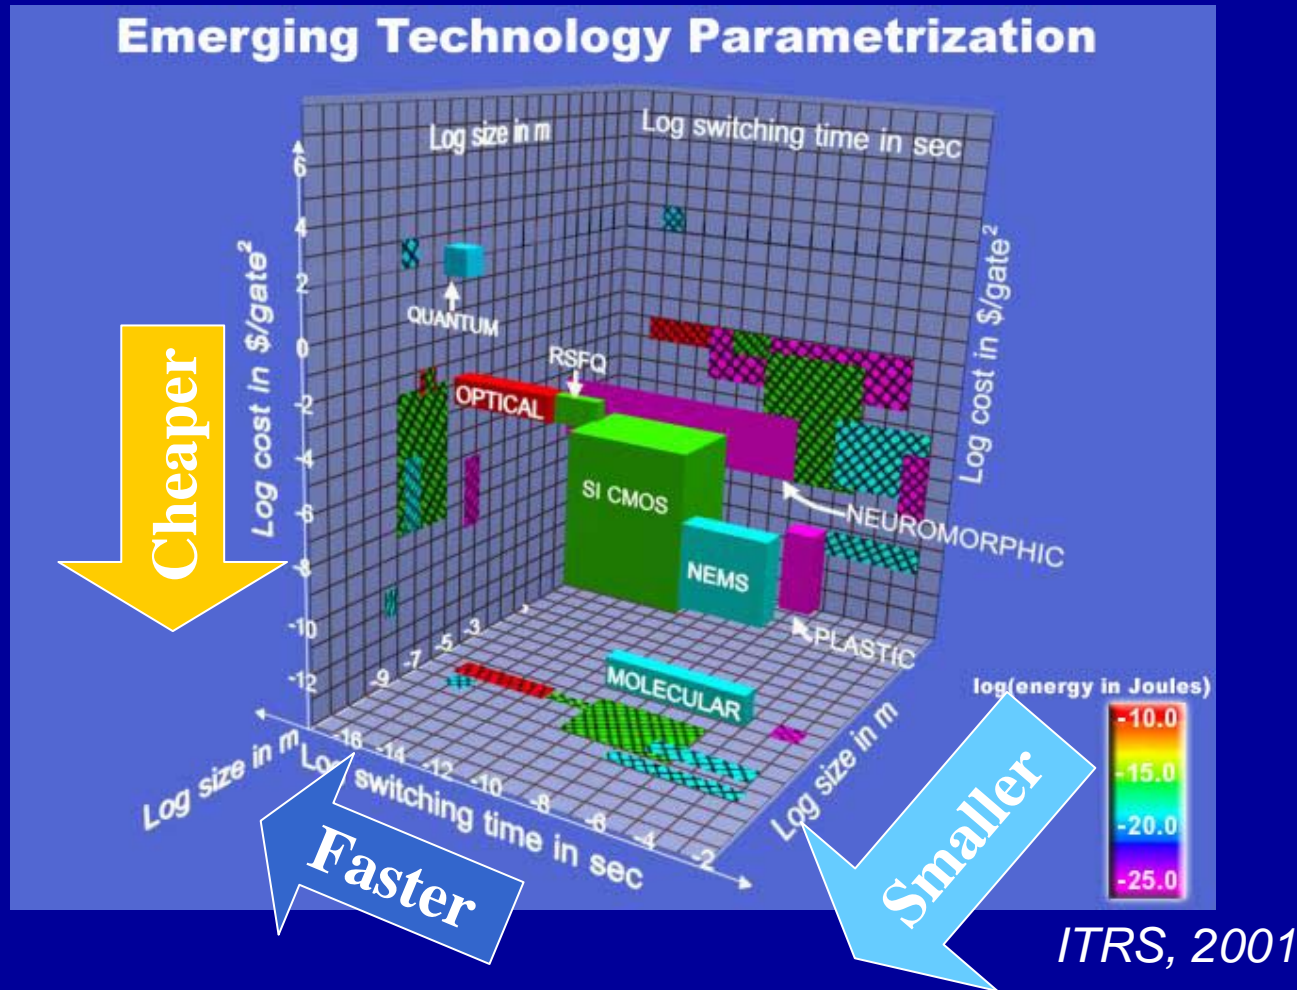 Emerging Technology Parametrization
Log size in m
Log switching time in sec
Log cost in $/gate²
6
4
2
0
-2
-4
-6
-8
-10
-12
Log cost in $/gate²
QUANTUM
RSFQ
OPTICAL
SI CMOS
NEUROMORPHIC
NEMS
PLASTIC
MOLECULAR
-3
-5
-7
-9
Log size in m
-16
-14
-12
-10
-8
-6
-4
-2
Log switching time in sec
Log size in m
Cheaper
Faster
Smaller
log(energy in Joules)
-10.0
-15.0
-20.0
-25.0
ITRS, 2001